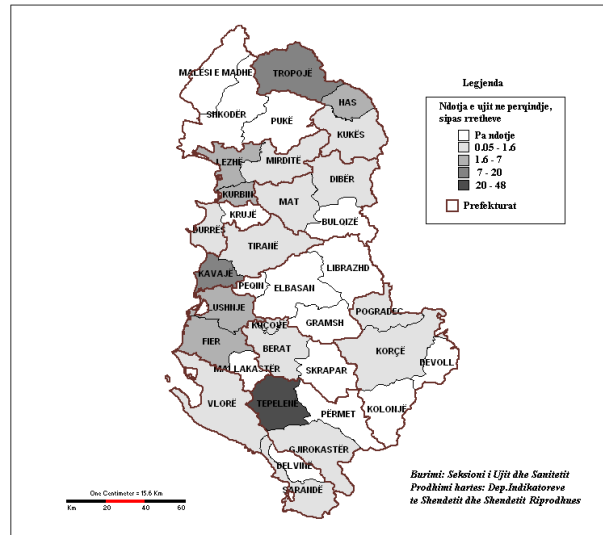 TROPOJË
MALËSI E MADHE
HAS
SHKODËR
PUKË
KUKËS
LEZHË
MIRDITË
DIBËR
KURBIN
MAT
KRUJË
BULQIZË
DURRËS
TIRANË
LIBRAZHD
KAVAJË
PEQIN
ELBASAN
LUSHNJE
POGRADEC
KUÇOVË
GRAMSH
FIER
BERAT
KORÇË
DEVOLL
MALLAKASTËR
SKRAPAR
VLORË
TEPELENË
PËRMET
KOLONJË
GJIROKASTËR
DELVINË
SARANDË
Legjenda
Ndotja e ujit ne perqindje,
sipas rretheve
Pa ndotje
0.05 - 1.6
1.6 - 7
7 - 20
20 - 48
Prefekturat
One Centimeter = 15.6 Km
Km 20 40 60
Burimi: Seksioni i Ujit dhe Sanitetit
Prodhimi hartes: Dep.Indikatoreve
te Shendetit dhe Shendetit Riprodhues